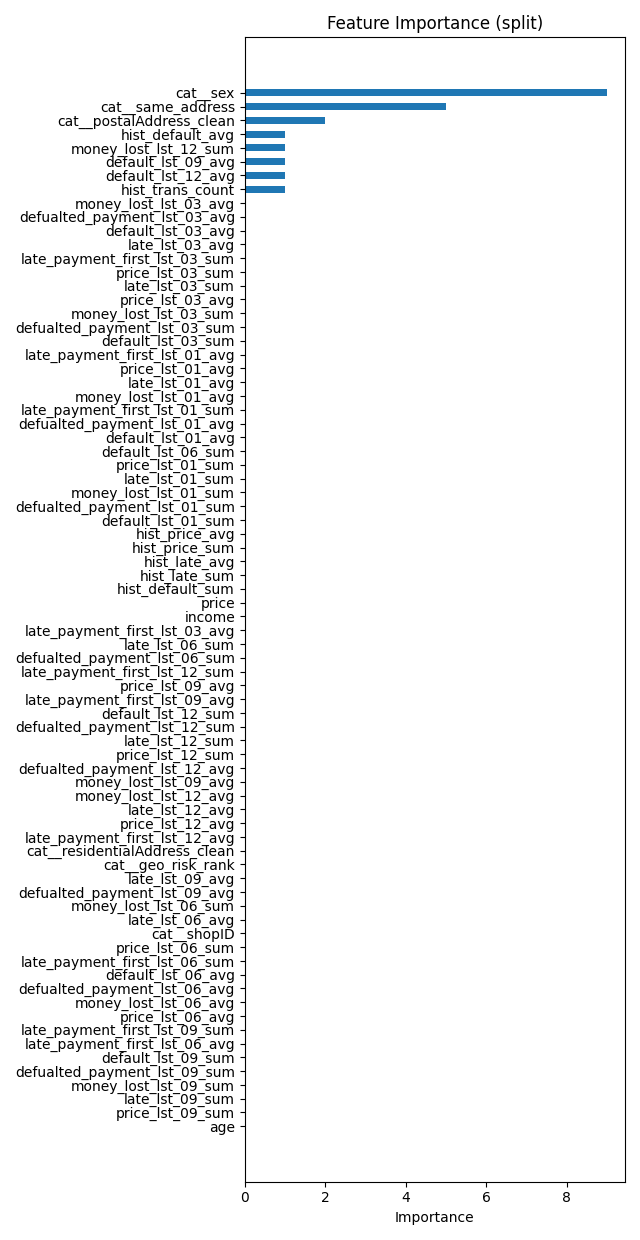 Feature Importance (split)
cat__sex
cat__same_address
cat__postalAddress_clean
hist_default_avg
money_lost_lst_12_sum
default_lst_09_avg
default_lst_12_avg
hist_trans_count
money_lost_lst_03_avg
defualted_payment_lst_03_avg
default_lst_03_avg
late_lst_03_avg
late_payment_first_lst_03_sum
price_lst_03_sum
late_lst_03_sum
price_lst_03_avg
money_lost_lst_03_sum
defualted_payment_lst_03_sum
default_lst_03_sum
late_payment_first_lst_01_avg
price_lst_01_avg
late_lst_01_avg
money_lost_lst_01_avg
late_payment_first_lst_01_sum
defualted_payment_lst_01_avg
default_lst_01_avg
default_lst_06_sum
price_lst_01_sum
late_lst_01_sum
money_lost_lst_01_sum
defualted_payment_lst_01_sum
default_lst_01_sum
hist_price_avg
hist_price_sum
hist_late_avg
hist_late_sum
hist_default_sum
price
income
late_payment_first_lst_03_avg
late_lst_06_sum
defualted_payment_lst_06_sum
late_payment_first_lst_12_sum
price_lst_09_avg
late_payment_first_lst_09_avg
default_lst_12_sum
defualted_payment_lst_12_sum
late_lst_12_sum
price_lst_12_sum
defualted_payment_lst_12_avg
money_lost_lst_09_avg
money_lost_lst_12_avg
late_lst_12_avg
price_lst_12_avg
late_payment_first_lst_12_avg
cat__residentialAddress_clean
cat__geo_risk_rank
late_lst_09_avg
defualted_payment_lst_09_avg
money_lost_lst_06_sum
late_lst_06_avg
cat__shopID
price_lst_06_sum
late_payment_first_lst_06_sum
default_lst_06_avg
defualted_payment_lst_06_avg
money_lost_lst_06_avg
price_lst_06_avg
late_payment_first_lst_09_sum
late_payment_first_lst_06_avg
default_lst_09_sum
defualted_payment_lst_09_sum
money_lost_lst_09_sum
late_lst_09_sum
price_lst_09_sum
age
0 2 4 6 8
Importance